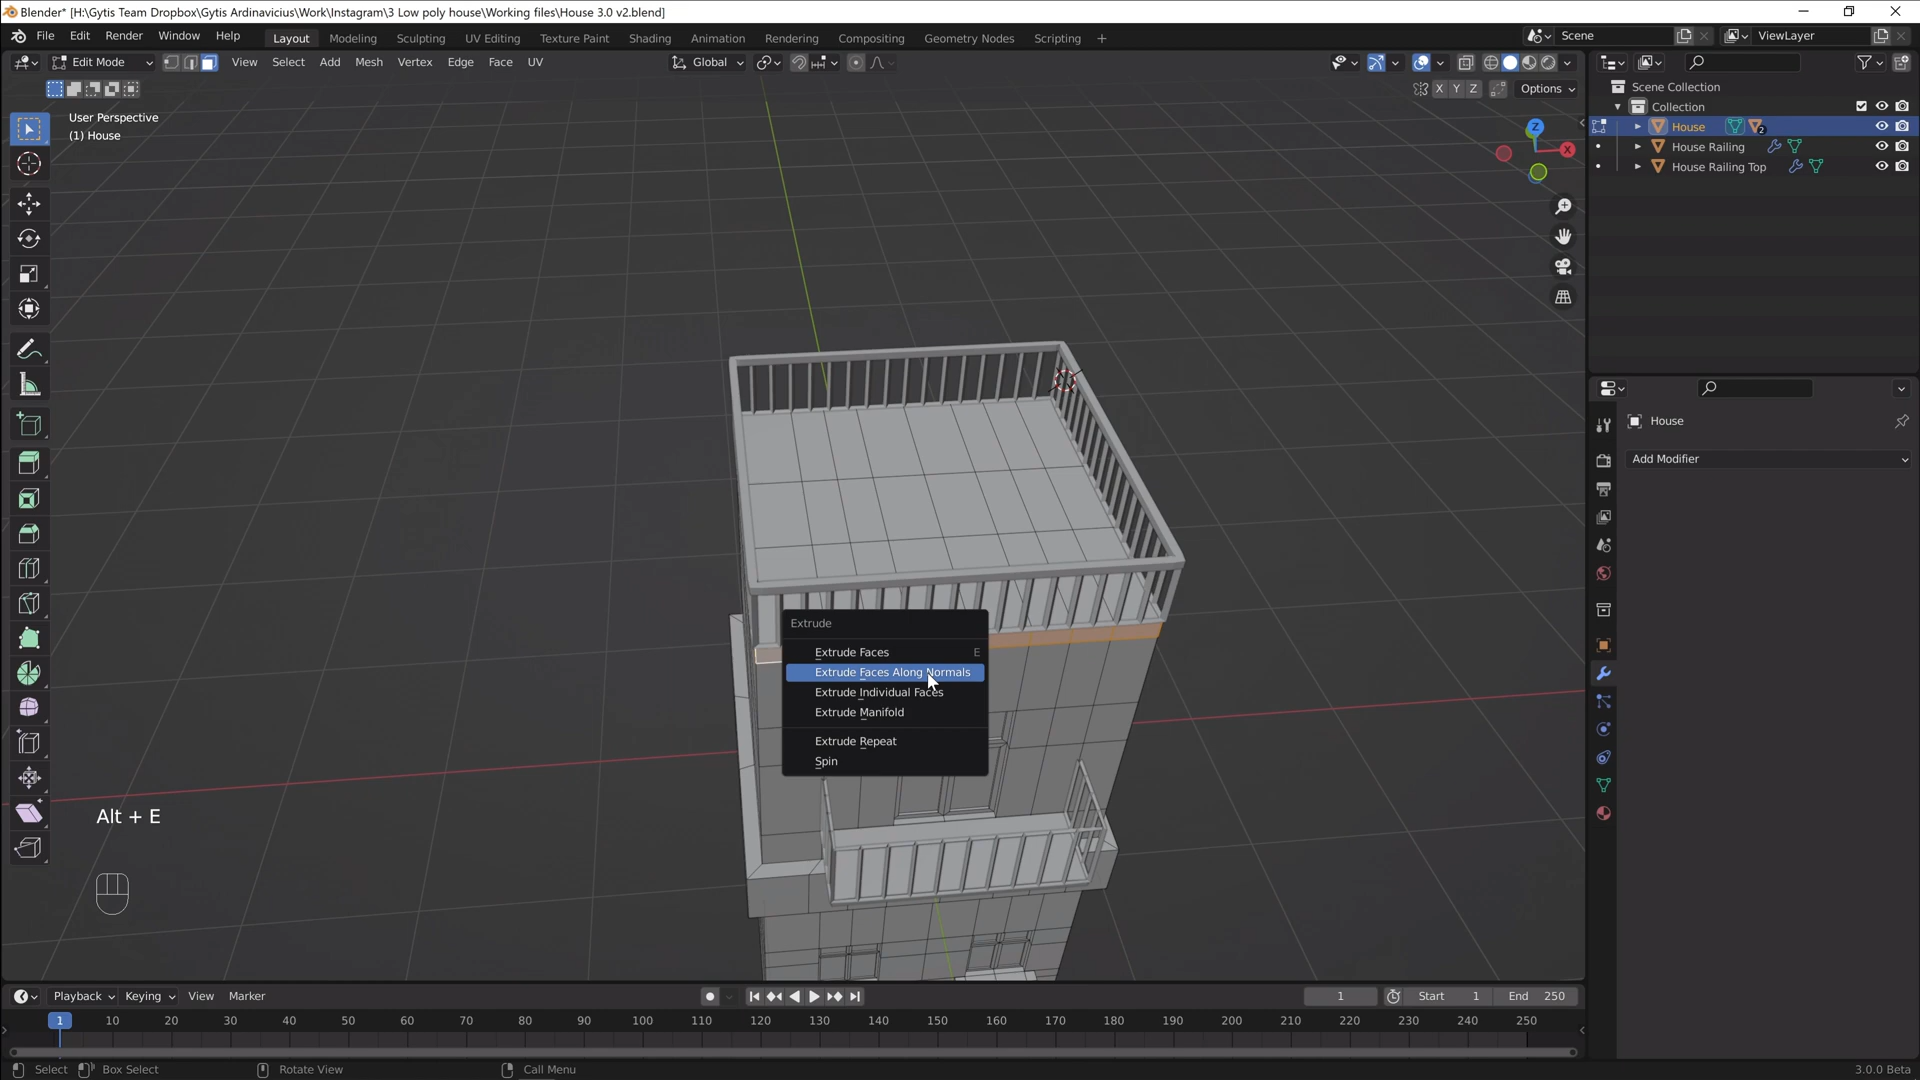 Blender* [H:\Gytis Team Dropbox\Gytis Ardinavicius\Work\Instagram\3 Low poly house\Working files\House 3.0 v2.blend]
File Edit Render Window Help Layout Modeling Sculpting UV Editing Texture Paint Shading Animation Rendering Compositing Geometry Nodes Scripting + Scene ViewLayer
Edit Mode View Select Add Mesh Vertex Edge Face UV Global
X Y Z Options
User Perspective
(1) House
Scene Collection
Collection
House 2
House Railing
House Railing Top
Z
X
House
Add Modifier
Extrude
Extrude Faces E
Extrude Faces Along Normals
Extrude Individual Faces
Extrude Manifold
Extrude Repeat
Spin
Alt + E
Playback Keying View Marker 1 Start 1 End 250
1 10 20 30 40 50 60 70 80 90 100 110 120 130 140 150 160 170 180 190 200 210 220 230 240 250
Select Box Select Rotate View Call Menu 3.0.0 Beta